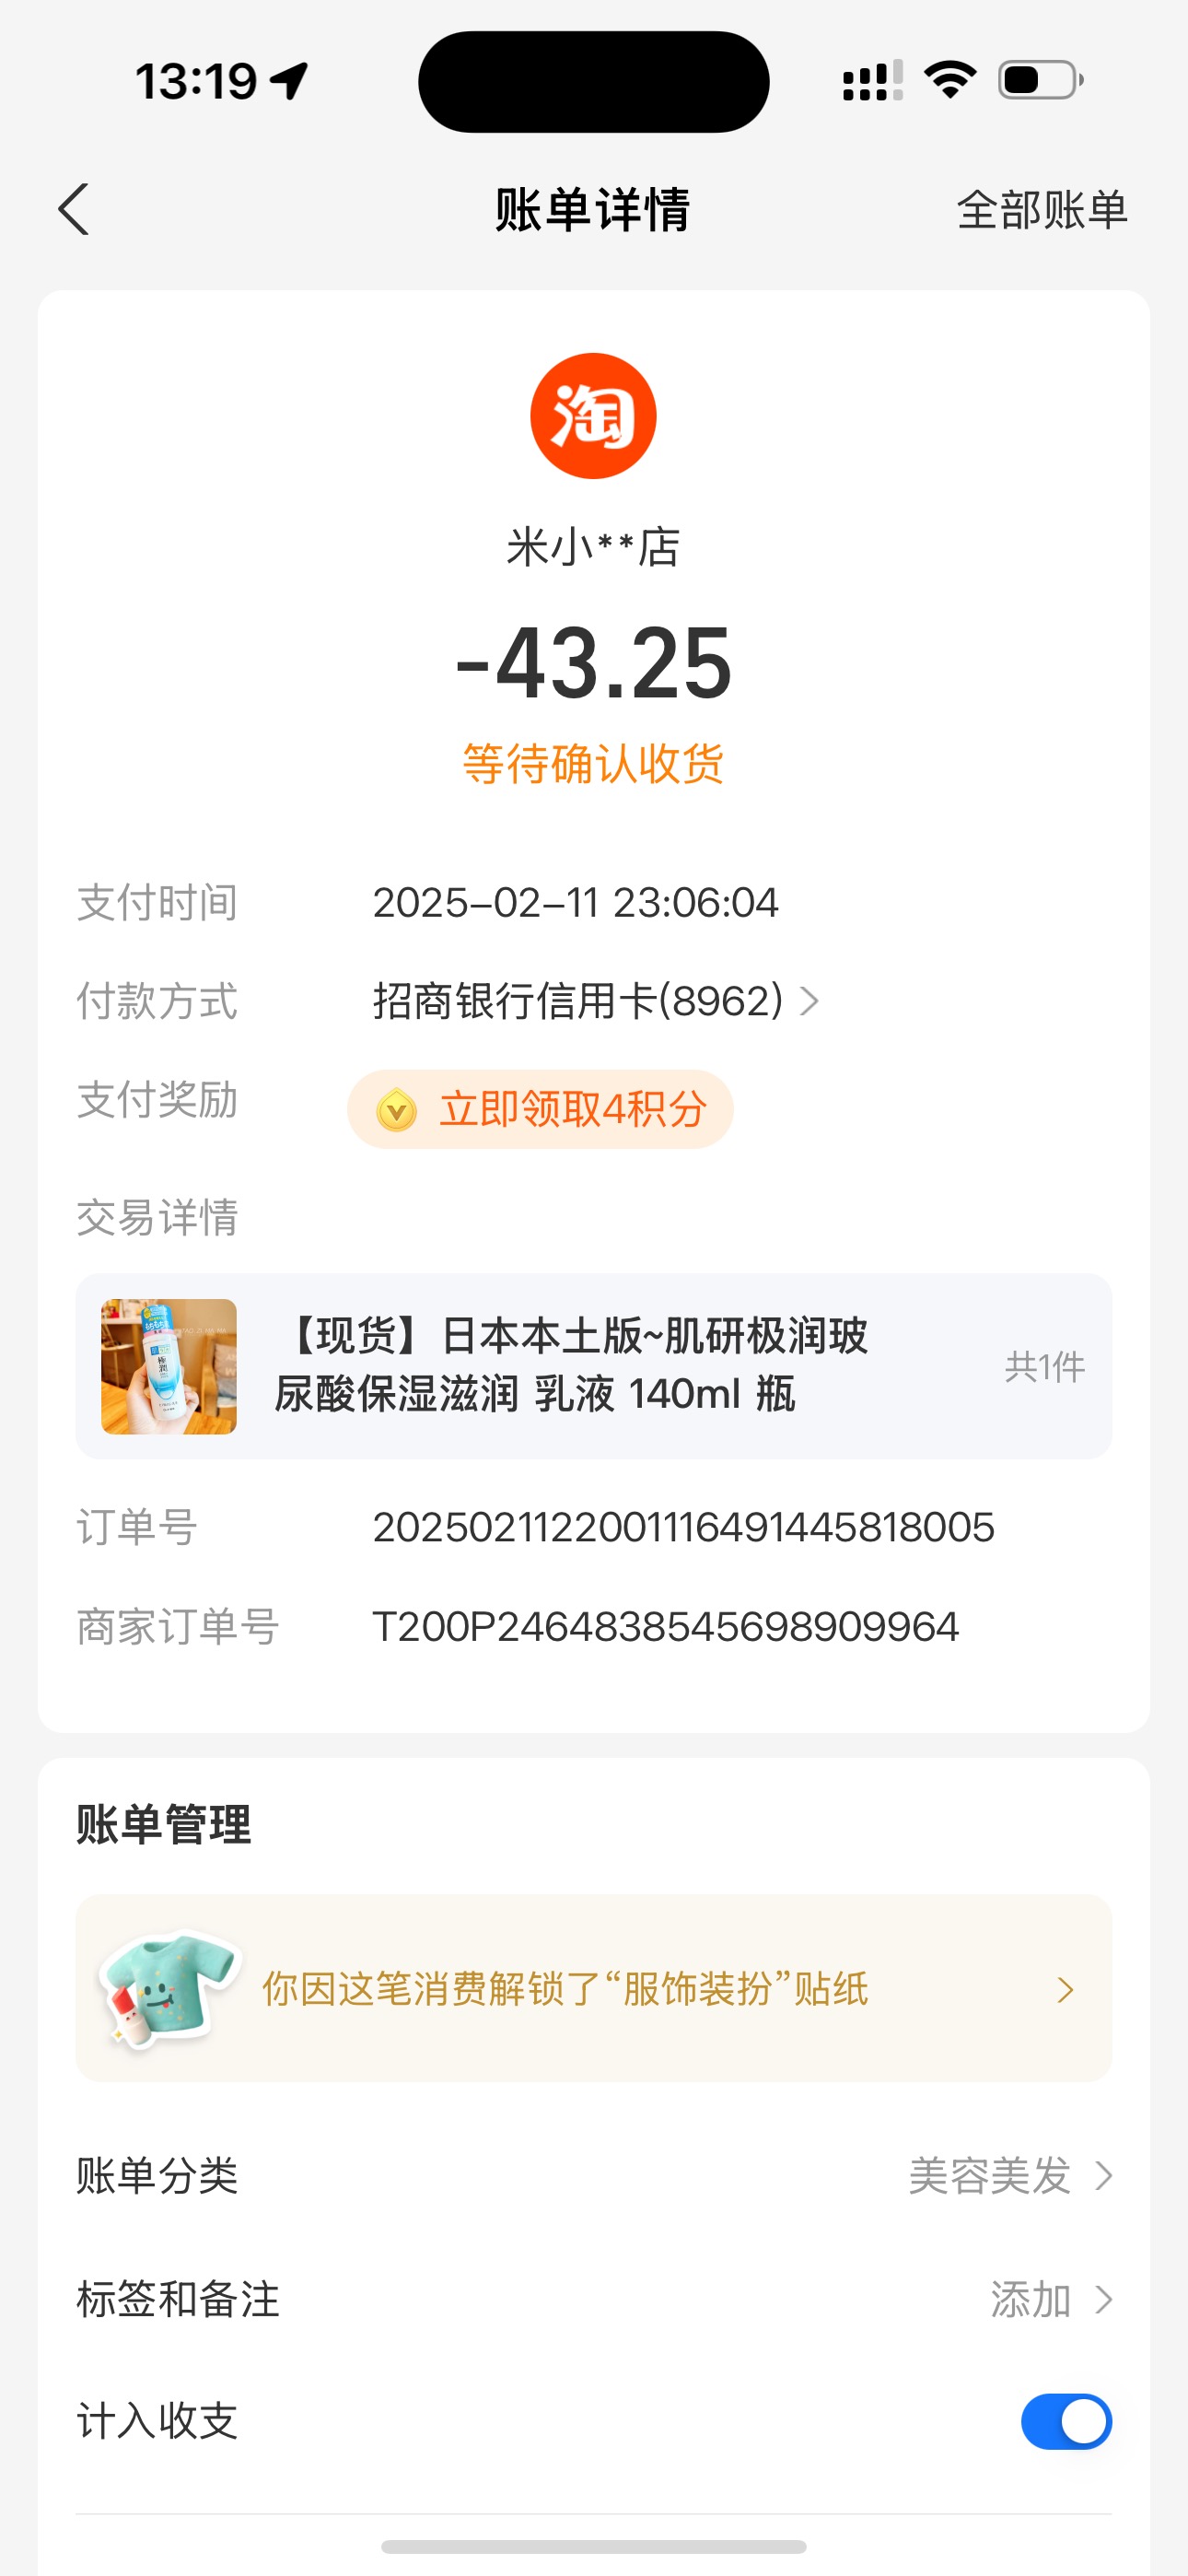 13:19
账单详情
全部账单
淘
米小**店
-43.25
等待确认收货
支付时间 2025-02-11 23:06:04
付款方式 招商银行信用卡(8962)
支付奖励 立即领取4积分
交易详情
【现货】日本本土版~肌研极润玻
尿酸保湿滋润 乳液 140ml 瓶
共1件
订单号 20250211220011164914458​18005
商家订单号 T200P2464838545698909964
账单管理
你因这笔消费解锁了“服饰装扮”贴纸
账单分类 美容美发
标签和备注 添加
计入收支